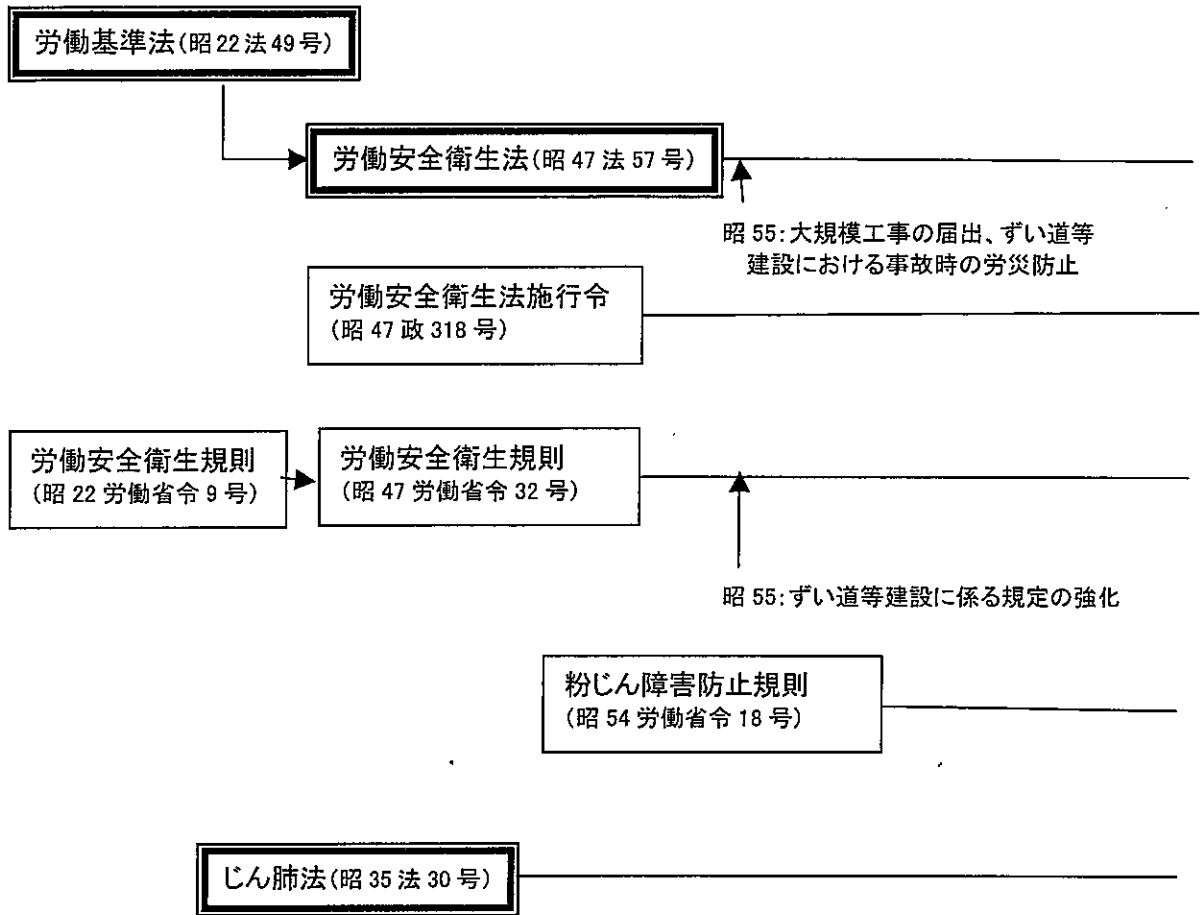 労働基準法(昭22法49号)
労働安全衛生法(昭47法57号)
昭55:大規模工事の届出、ずい道等
建設における事故時の労災防止
労働安全衛生法施行令
(昭47政318号)
労働安全衛生規則
(昭22労働省令9号)
労働安全衛生規則
(昭47労働省令32号)
昭55:ずい道等建設に係る規定の強化
粉じん障害防止規則
(昭54労働省令18号)
じん肺法(昭35法30号)